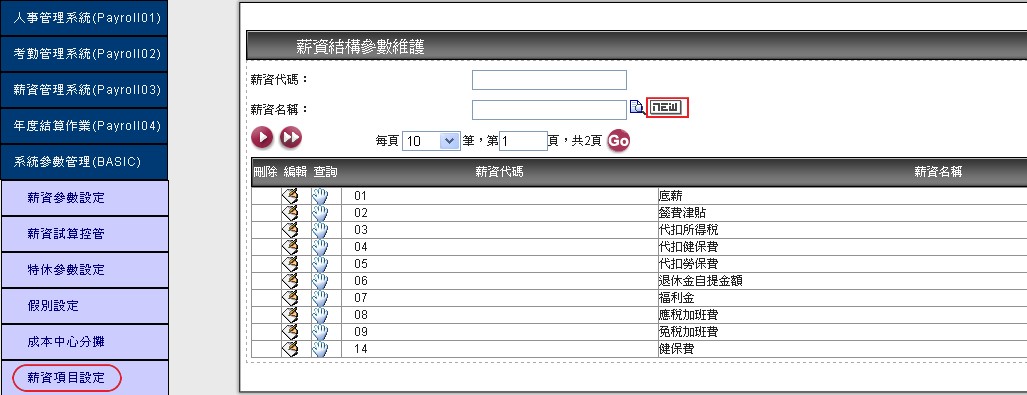 人事管理系統(Payroll01)
考勤管理系統(Payroll02)
薪資管理系統(Payroll03)
年度結算作業(Payroll04)
系統參數管理(BASIC)
薪資參數設定
薪資試算控管
特休參數設定
假別設定
成本中心分攤
薪資項目設定
薪資結構參數維護
薪資代碼：
薪資名稱：
NEW
每頁 10 筆，第 1 頁，共2頁 Go
刪除 編輯 查詢 薪資代碼 薪資名稱
01 底薪
02 餐費津貼
03 代扣所得稅
04 代扣健保費
05 代扣勞保費
06 退休金自提金額
07 福利金
08 應稅加班費
09 免稅加班費
14 健保費